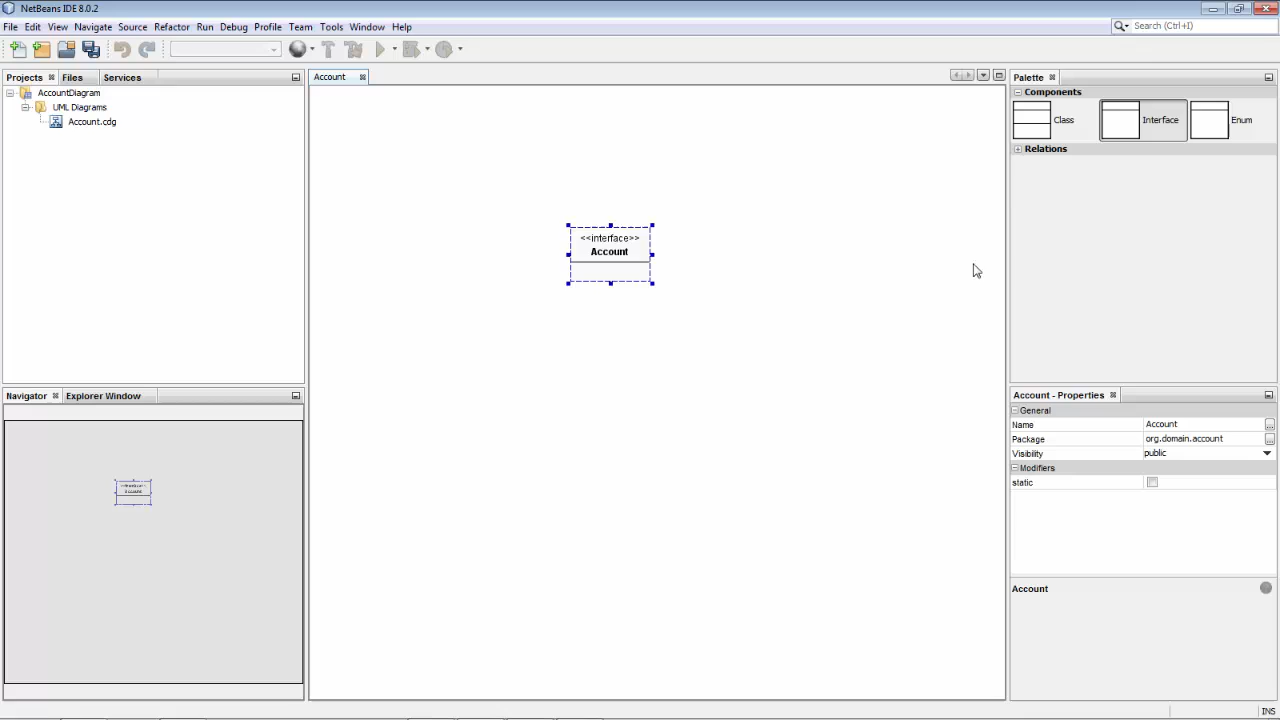 NetBeans IDE 8.0.2
File Edit View Navigate Source Refactor Run Debug Profile Team Tools Window Help
Search (Ctrl+I)
Projects Files Services
AccountDiagram
UML Diagrams
Account.cdg
Account
<<interface>>
Account
Palette
Components
Class Interface Enum
Relations
Navigator Explorer Window
<<interface>>
Account
Account - Properties
General
Name Account ...
Package org.domain.account ...
Visibility public
Modifiers
static
Account
INS